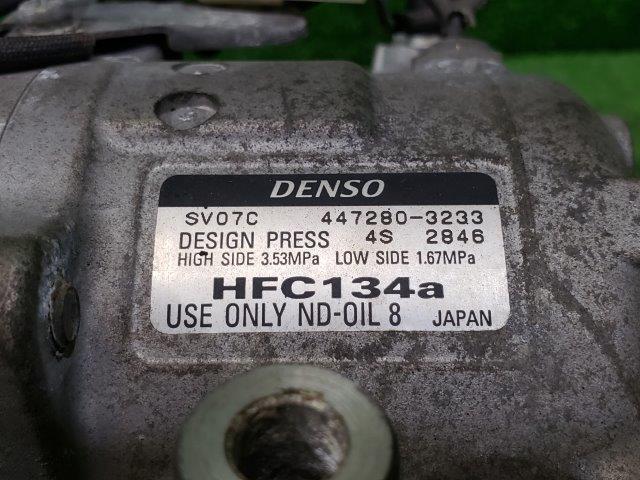 DENSO
SV07C 447280-3233
DESIGN PRESS 4S 2846
HIGH SIDE 3.53MPa LOW SIDE 1.67MPa
HFC134a
USE ONLY ND-OIL 8 JAPAN